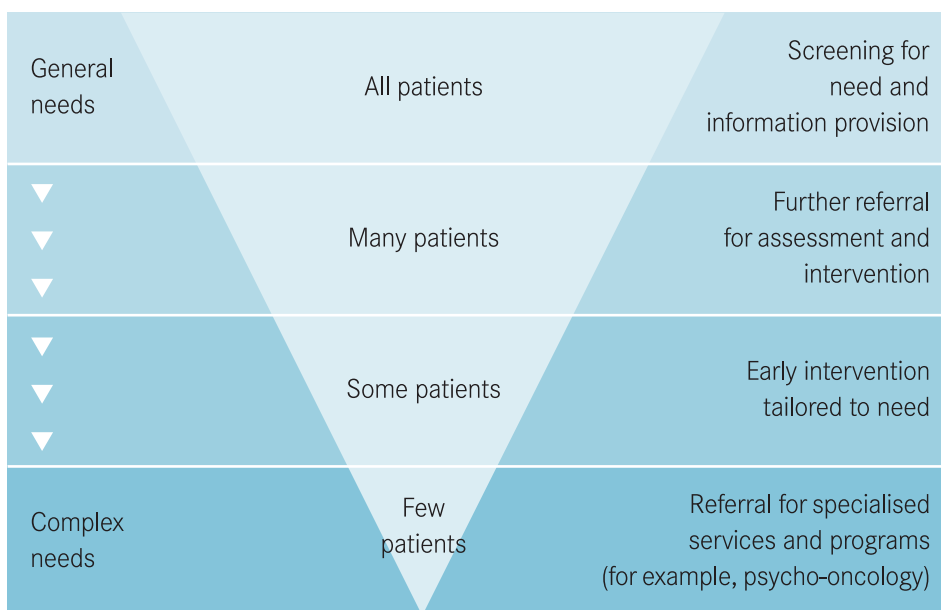 General
needs
All patients
Screening for
need and
information provision
Many patients
Further referral
for assessment and
intervention
Some patients
Early intervention
tailored to need
Complex
needs
Few
patients
Referral for specialised
services and programs
(for example, psycho-oncology)